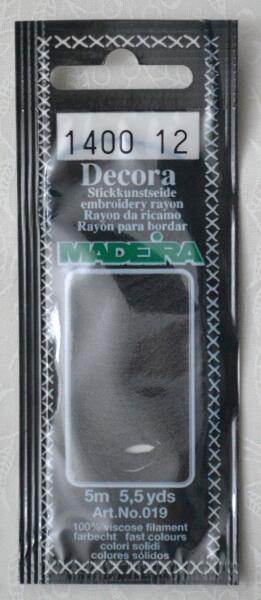 1400 12
Decora
Stickkunstseide
embroidery rayon
Rayon da ricamo
Rayón para bordar
MADEIRA
5m 5,5 yds
Art.No.019
100% viscose filament
farbecht fast colours
colori solidi
colores sólidos